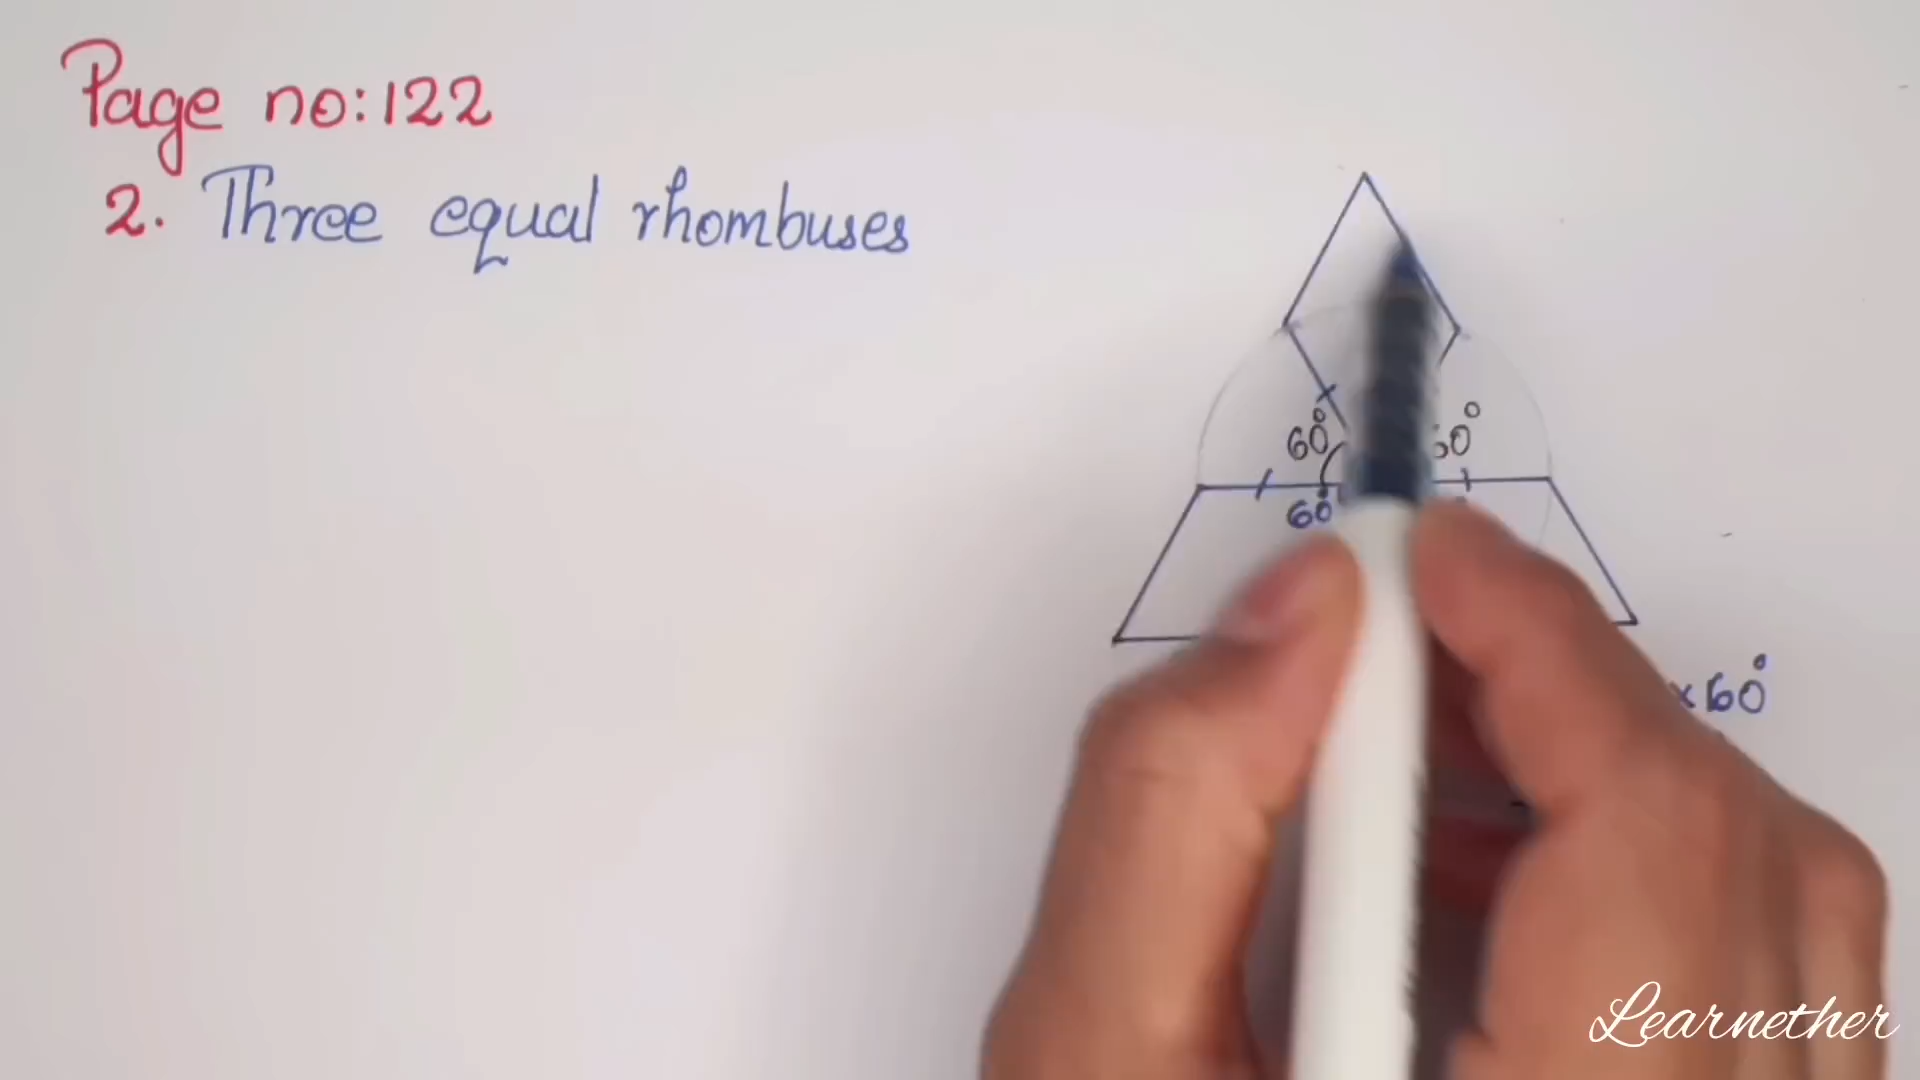 Page no:122
2. Three equal rhombuses
60°
60°
60°
×60°
Learnether